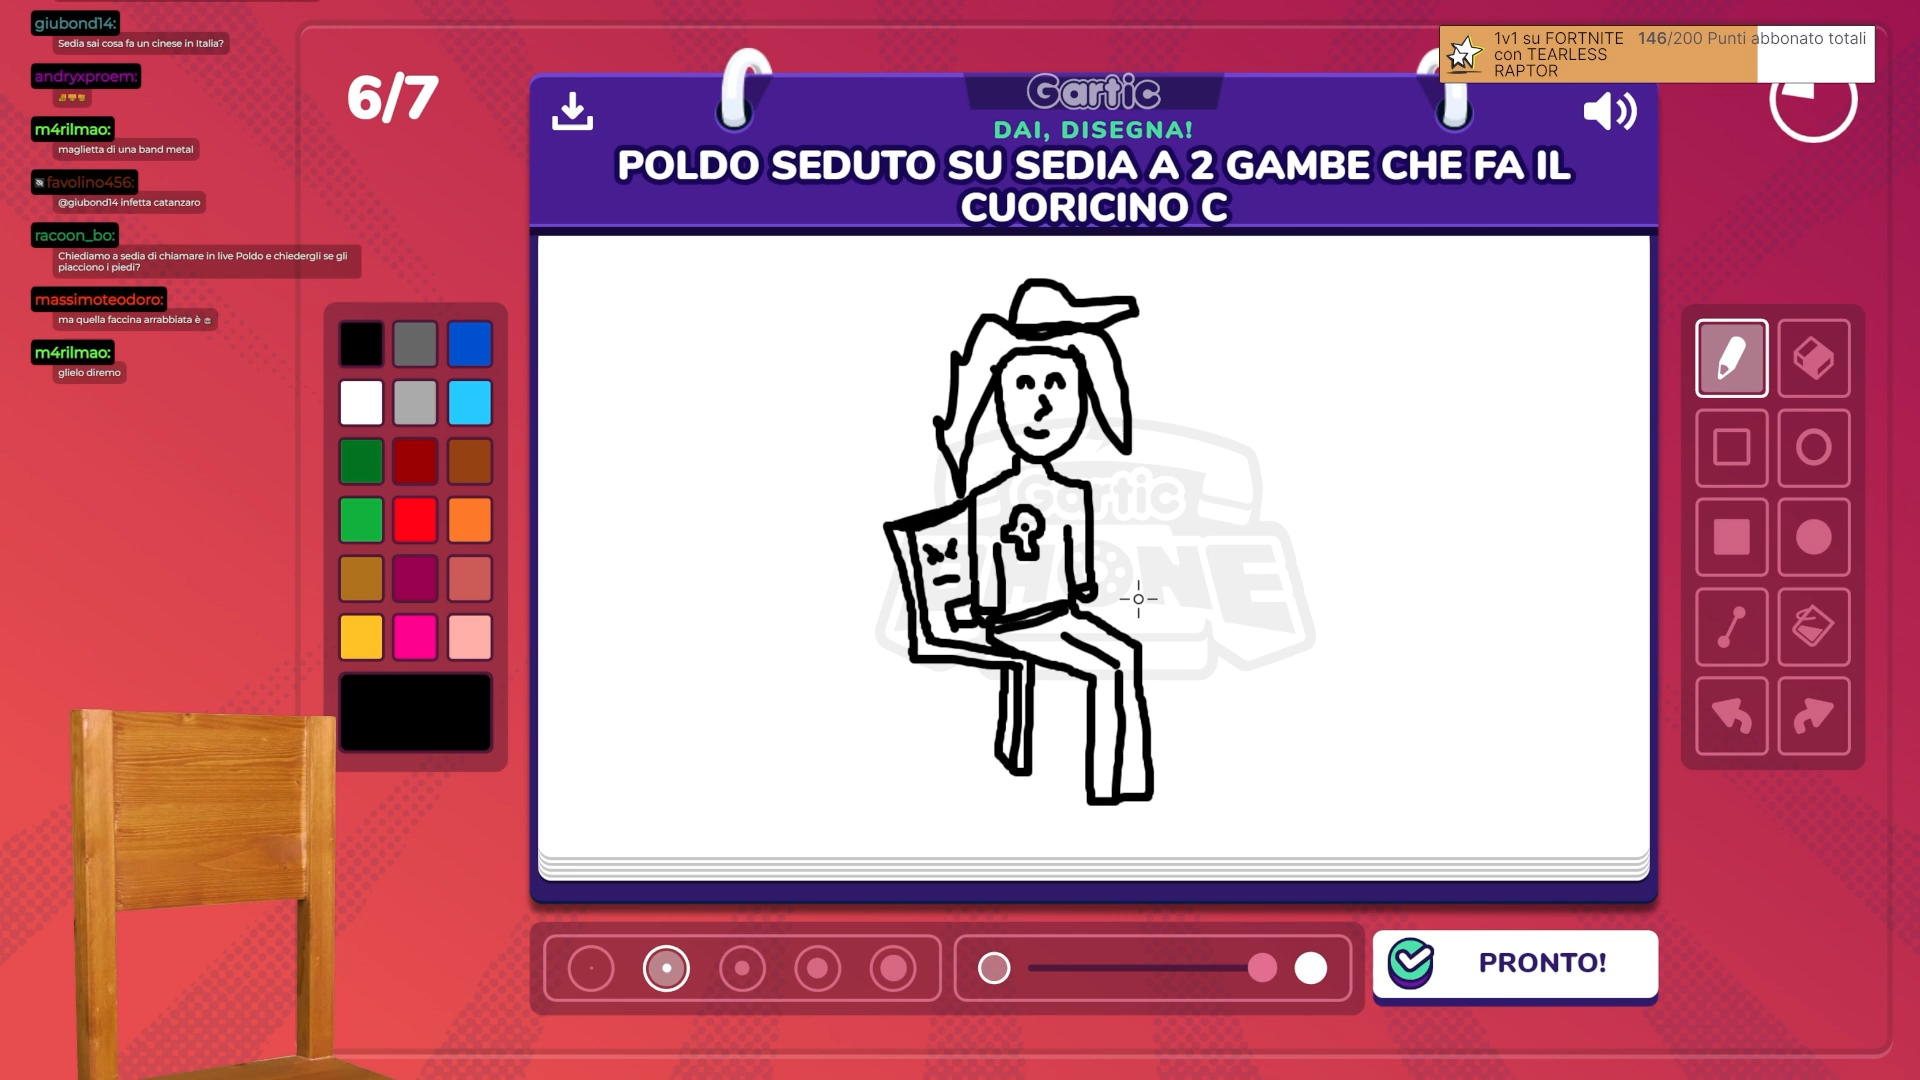 giubond14:
Sedia sai cosa fa un cinese in Italia?
andryxproem:
m4rilmao:
maglietta di una band metal
favolino456:
@giubond14 infetta catanzaro
racoon_bo:
Chiediamo a sedia di chiamare in live Poldo e chiedergli se gli
piacciono i piedi?
massimoteodoro:
ma quella faccina arrabbiata è
m4rilmao:
glielo diremo
6/7
Gartic
DAI, DISEGNA!
POLDO SEDUTO SU SEDIA A 2 GAMBE CHE FA IL
CUORICINO C
1v1 su FORTNITE
con TEARLESS
RAPTOR
146/200 Punti abbonato totali
Gartic
PHONE
PRONTO!